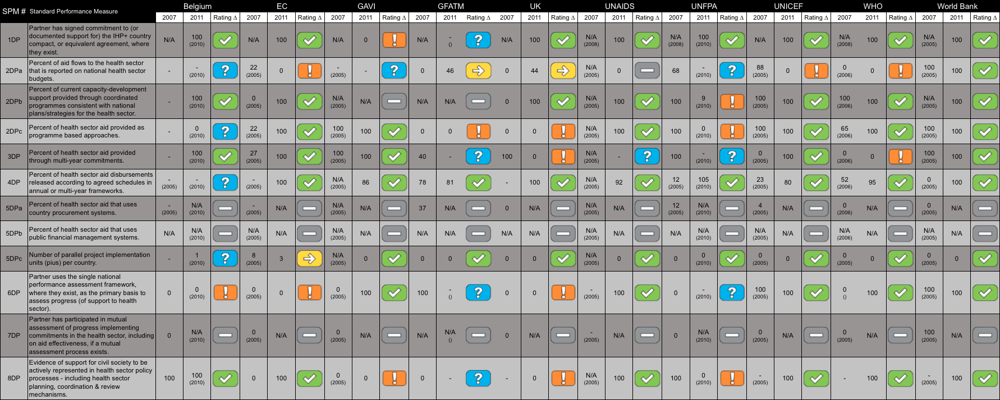 SPM # Standard Performance Measure
Belgium EC GAVI GFATM UK UNAIDS UNFPA UNICEF WHO World Bank
2007 2011 Rating Δ 2007 2011 Rating Δ 2007 2011 Rating Δ 2007 2011 Rating Δ 2007 2011 Rating Δ 2007 2011 Rating Δ 2007 2011 Rating Δ 2007 2011 Rating Δ 2007 2011 Rating Δ 2007 2011 Rating Δ
1DP
Partner has signed commitment to (or
documented support for) the IHP+ country
compact, or equivalent agreement, where
they exist.
N/A 100 (2010) N/A 100 N/A 0 N/A - () N/A 100 N/A (2008) 100 N/A (2008) 100 (2010) N/A 100 N/A (2008) 100 N/A (2005) 100
2DPa
Percent of aid flows to the health sector
that is reported on national health sector
budgets.
- - (2010) 22 (2005) 0 - (2005) - 0 46 0 44 N/A (2005) 0 68 - (2010) 88 (2005) 0 0 (2006) 0 100 (2005) 100
2DPb
Percent of current capacity-development
support provided through coordinated
programmes consistent with national
plans/strategies for the health sector.
- 100 (2010) 0 (2005) 100 N/A (2005) N/A N/A N/A 0 100 N/A (2005) 100 100 9 (2010) 100 (2005) 100 100 (2006) 100 N/A (2005) 100
2DPc
Percent of health sector aid provided as
programme based approaches.
- 0 (2010) 22 (2005) 100 100 (2005) 100 0 0 0 0 N/A (2005) 100 100 0 (2010) 100 (2005) 100 65 (2006) 100 100 (2005) 100
3DP
Percent of health sector aid provided
through multi-year commitments.
- 100 (2010) 27 (2005) 100 100 (2005) 100 40 - 100 0 N/A (2005) - 100 - (2010) 0 (2005) 100 0 (2006) 0 100 (2005) 100
4DP
Percent of health sector aid disbursements
released according to agreed schedules in
annual or multi-year frameworks.
- (2005) - (2010) - (2005) 100 N/A (2005) 86 78 81 - 100 N/A (2005) 92 12 (2005) 105 (2010) 23 (2005) 80 52 (2006) 95 0 (2005) 100
5DPa
Percent of health sector aid that uses
country procurement systems.
- (2005) N/A (2010) - (2005) N/A N/A (2005) N/A 37 N/A 0 N/A N/A (2005) N/A 12 (2005) N/A (2010) 4 (2005) N/A 0 (2006) N/A 0 (2005) N/A
5DPb
Percent of health sector aid that uses
public financial management systems.
N/A N/A (2010) N/A (2005) N/A N/A (2005) N/A N/A N/A N/A N/A N/A (2005) N/A N/A N/A (2010) N/A (2005) N/A N/A (2006) N/A N/A (2005) N/A
5DPc
Number of parallel project implementation
units (pius) per country.
- 1 (2010) 8 (2005) 3 N/A (2005) 0 0 0 0 0 N/A (2005) 0 0 0 (2010) 0 (2005) 0 0 (2006) 0 0 (2005) 0
6DP
Partner uses the single national
performance assessment framework,
where they exist, as the primary basis to
assess progress (of support to health
sector).
0 0 (2010) 0 (2005) 0 0 (2005) 100 100 - () 0 0 - (2005) 100 0 - (2010) 100 (2005) 100 0 () 100 100 (2005) 100
7DP
Partner has participated in mutual
assessment of progress implementing
commitments in the health sector, including
on aid effectiveness, if a mutual
assessment process exists.
0 N/A (2010) 0 (2005) N/A 0 (2005) N/A N/A N/A () 0 N/A - (2005) N/A 0 N/A (2010) 0 (2005) N/A 0 (2005) N/A 100 (2005) N/A
8DP
Evidence of support for civil society to be
actively represented in health sector policy
processes - including health sector
planning, coordination & review
mechanisms.
100 100 (2010) 0 100 0 (2005) 0 0 - - 0 N/A (2005) 100 100 0 (2010) - (2005) 100 - 100 - (2005) 100